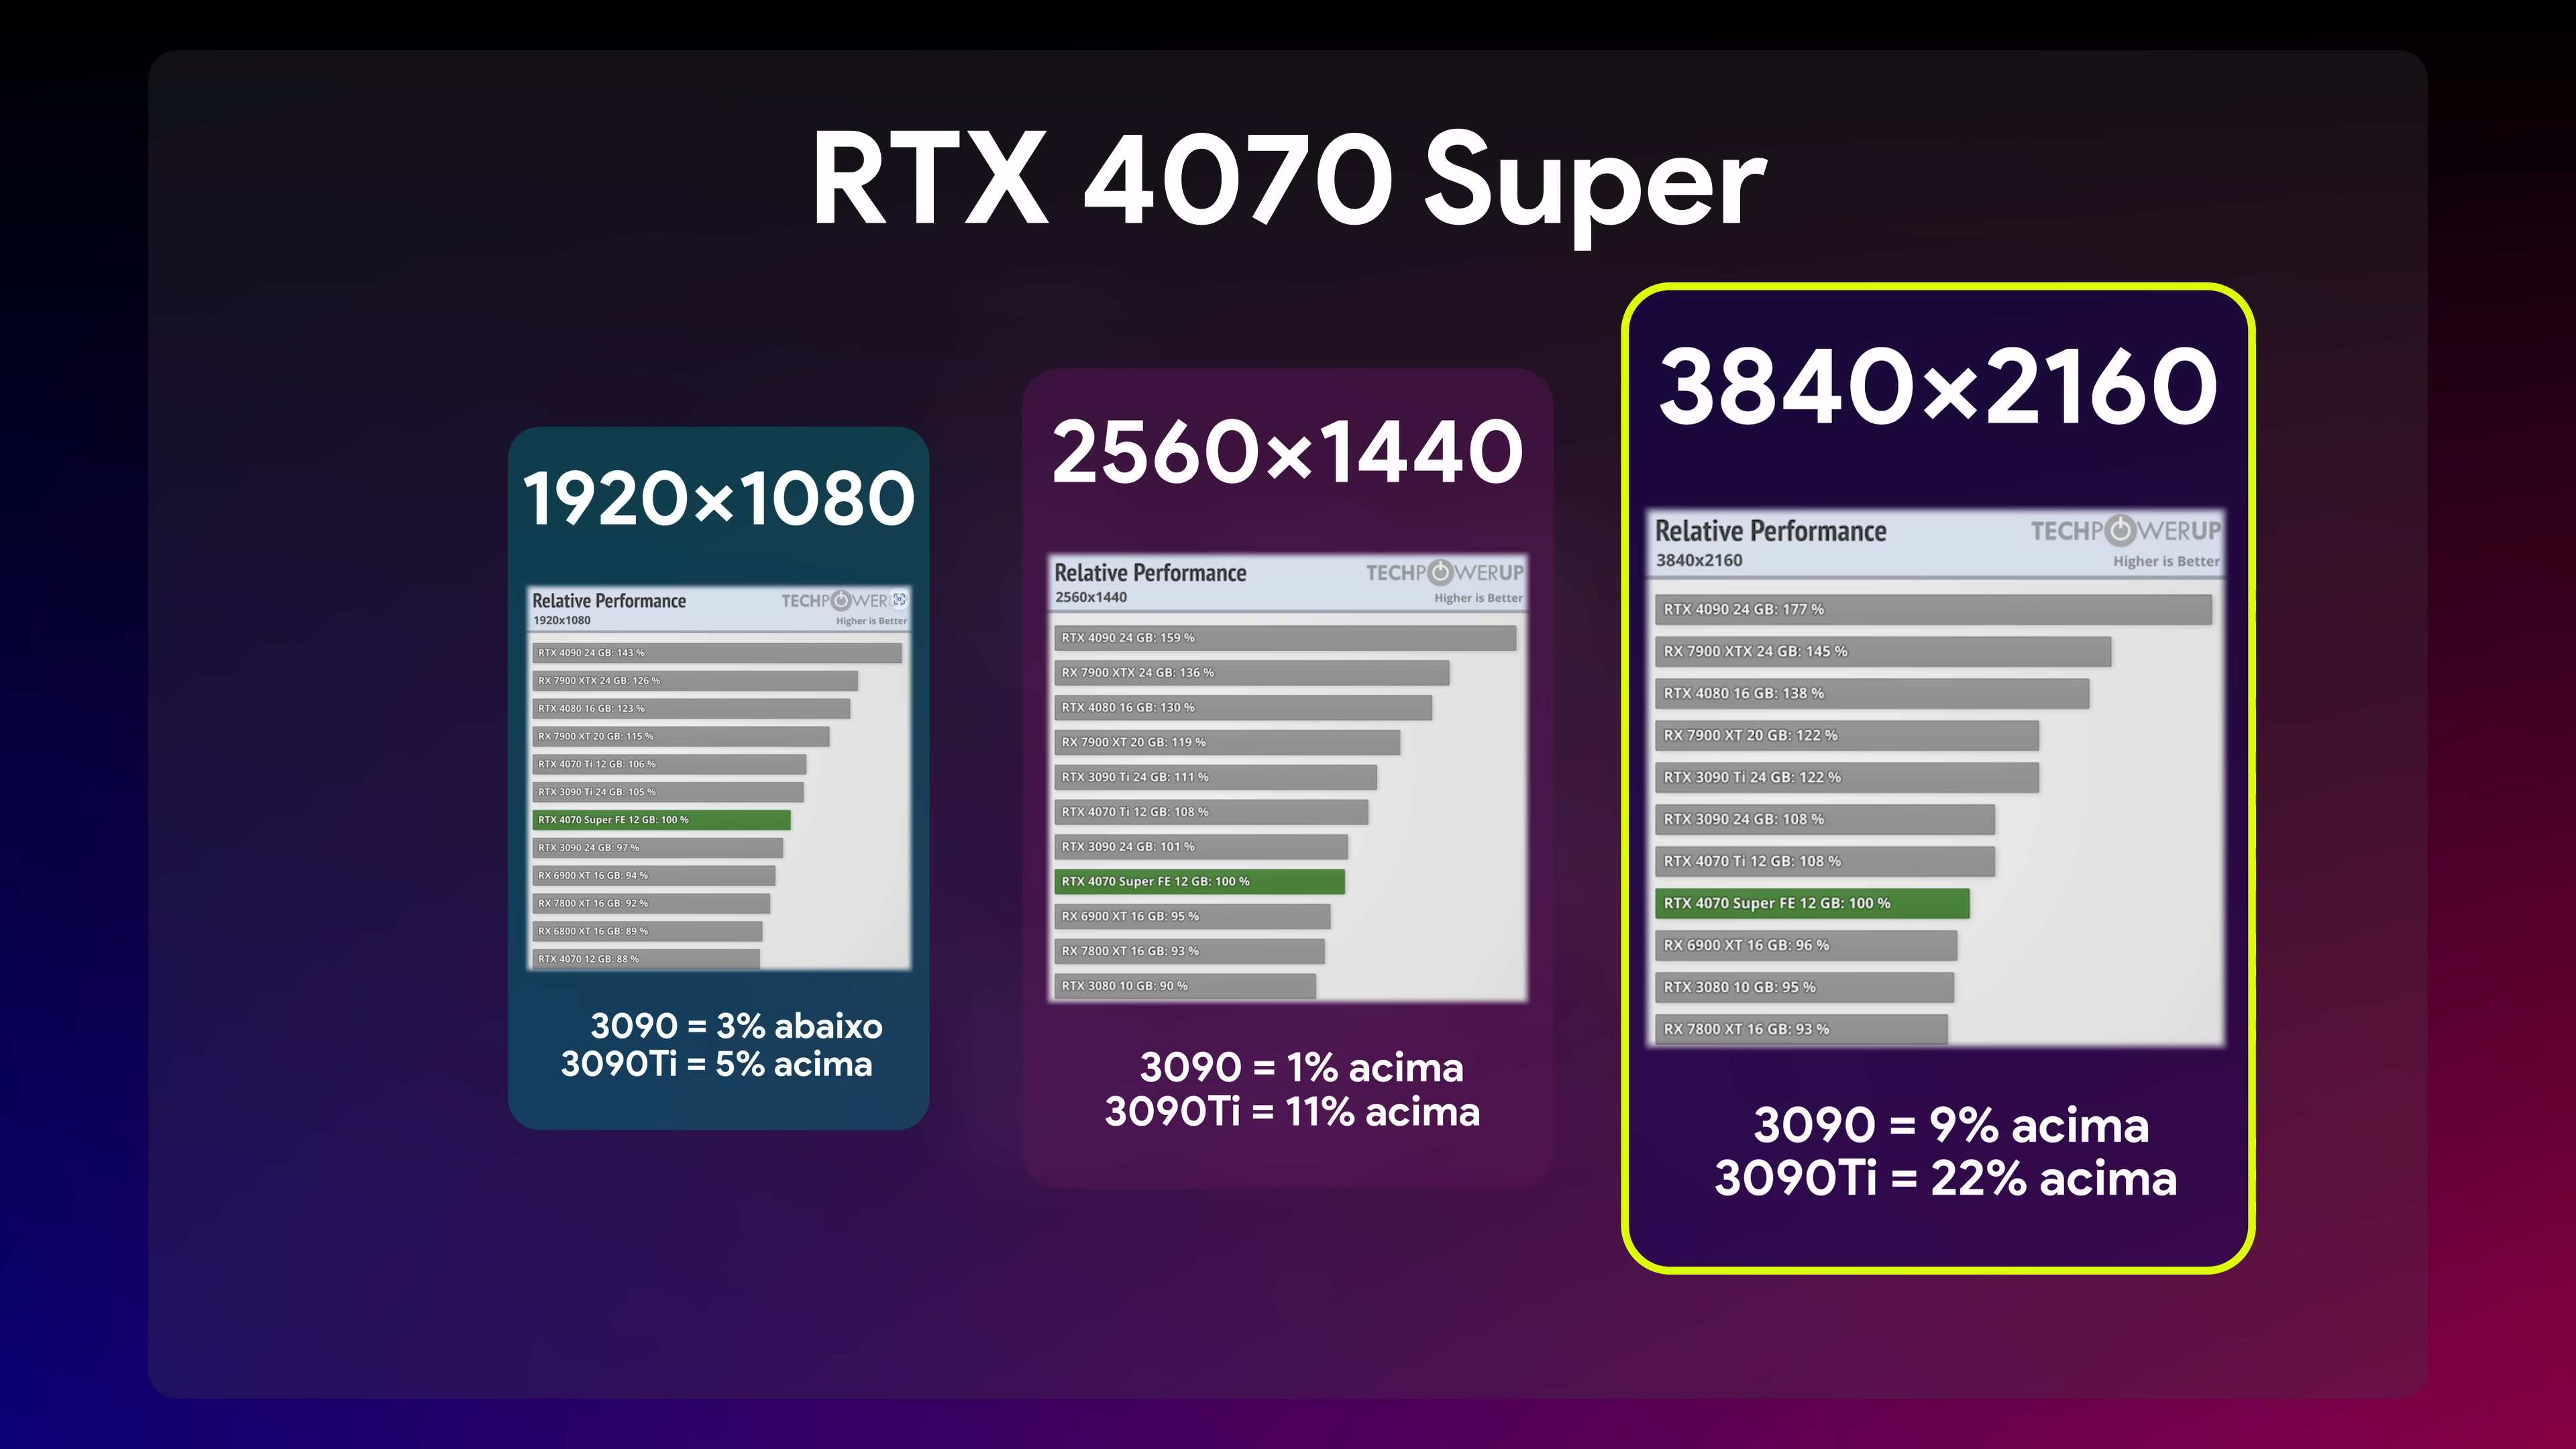 RTX 4070 Super
1920×1080
Relative Performance
TECHPOWER
1920x1080
Higher is Better
RTX 4090 24 GB: 143 %
RX 7900 XTX 24 GB: 126 %
RTX 4080 16 GB: 123 %
RX 7900 XT 20 GB: 115 %
RTX 4070 Ti 12 GB: 106 %
RTX 3090 Ti 24 GB: 105 %
RTX 4070 Super FE 12 GB: 100 %
RTX 3090 24 GB: 97 %
RX 6900 XT 16 GB: 94 %
RX 7800 XT 16 GB: 92 %
RX 6800 XT 16 GB: 89 %
RTX 4070 12 GB: 88 %
3090 = 3% abaixo
3090Ti = 5% acima
2560×1440
Relative Performance
TECHPOWERUP
2560x1440
Higher is Better
RTX 4090 24 GB: 159 %
RX 7900 XTX 24 GB: 136 %
RTX 4080 16 GB: 130 %
RX 7900 XT 20 GB: 119 %
RTX 3090 Ti 24 GB: 111 %
RTX 4070 Ti 12 GB: 108 %
RTX 3090 24 GB: 101 %
RTX 4070 Super FE 12 GB: 100 %
RX 6900 XT 16 GB: 95 %
RX 7800 XT 16 GB: 93 %
RTX 3080 10 GB: 90 %
3090 = 1% acima
3090Ti = 11% acima
3840×2160
Relative Performance
TECHPOWERUP
3840x2160
Higher is Better
RTX 4090 24 GB: 177 %
RX 7900 XTX 24 GB: 145 %
RTX 4080 16 GB: 138 %
RX 7900 XT 20 GB: 122 %
RTX 3090 Ti 24 GB: 122 %
RTX 3090 24 GB: 108 %
RTX 4070 Ti 12 GB: 108 %
RTX 4070 Super FE 12 GB: 100 %
RX 6900 XT 16 GB: 96 %
RTX 3080 10 GB: 95 %
RX 7800 XT 16 GB: 93 %
3090 = 9% acima
3090Ti = 22% acima